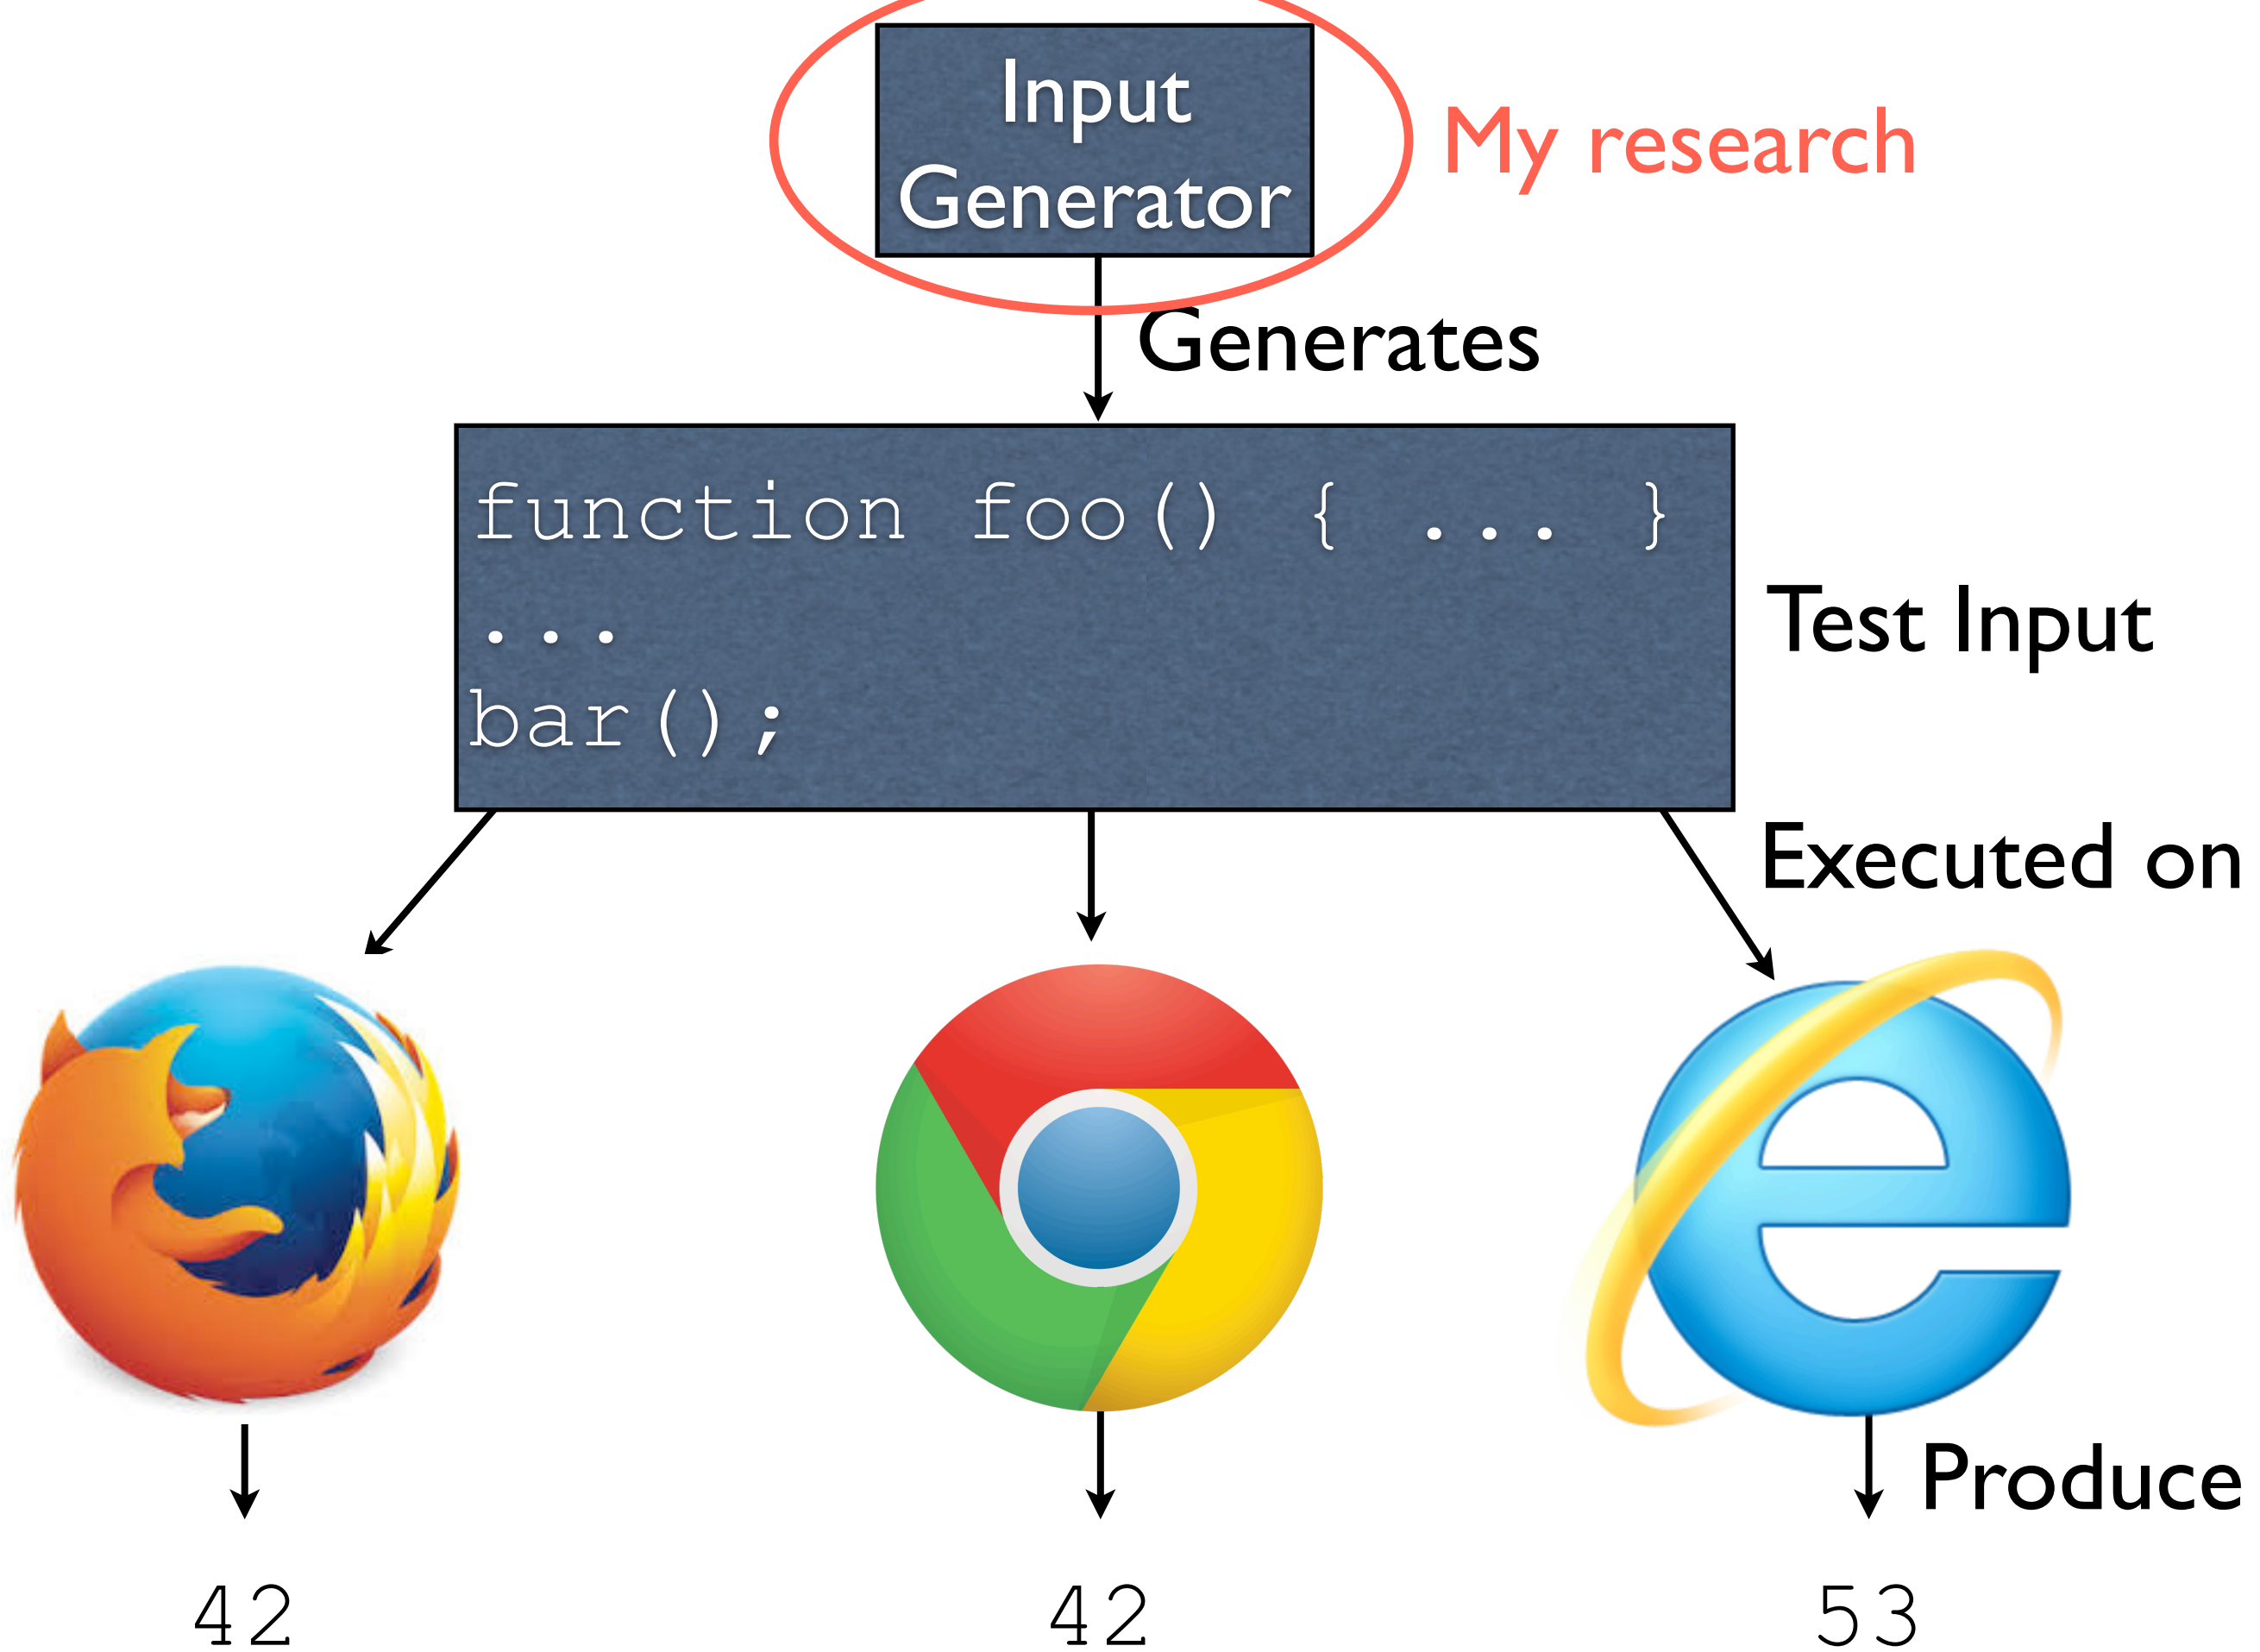 Input
Generator
My research
Generates
function foo() { ... }
...
bar();
Test Input
Executed on
Produce
42
42
53